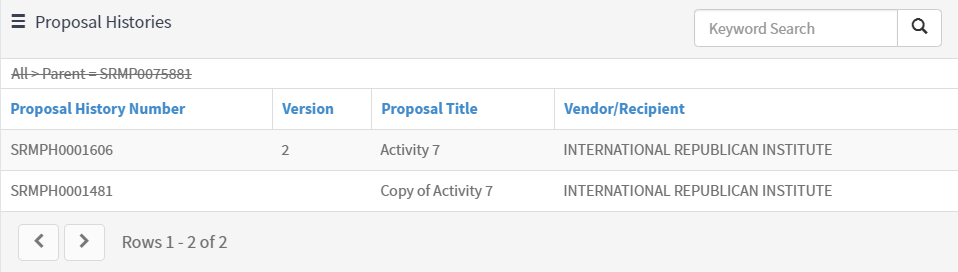 Proposal Histories
Keyword Search
All > Parent = SRMP0075881
Proposal History Number Version Proposal Title Vendor/Recipient
SRMPH0001606 2 Activity 7 INTERNATIONAL REPUBLICAN INSTITUTE
SRMPH0001481 Copy of Activity 7 INTERNATIONAL REPUBLICAN INSTITUTE
Rows 1 - 2 of 2